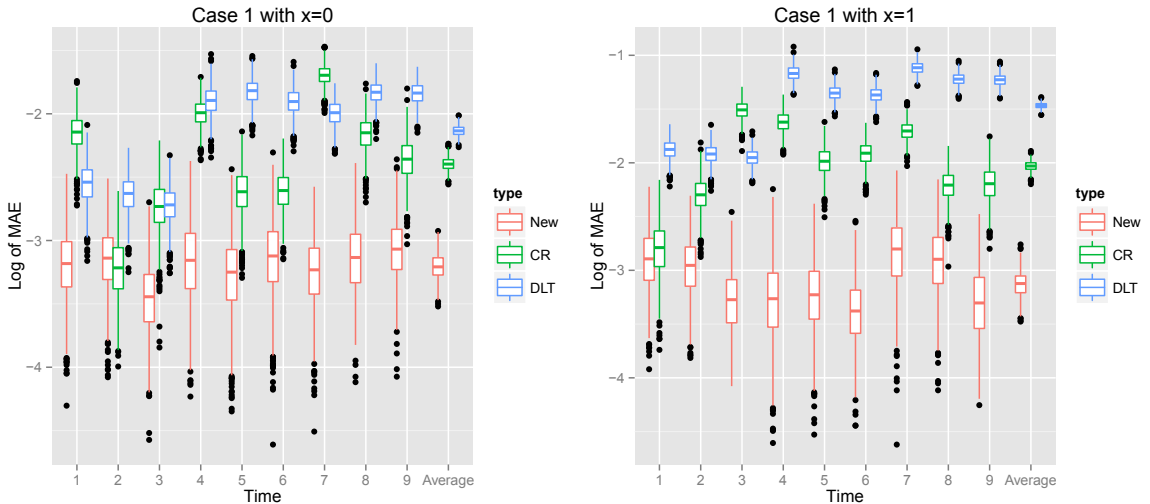 Case 1 with x=0
Log of MAE
−2
−3
−4
1 2 3 4 5 6 7 8 9 Average
Time
type
New
CR
DLT
Case 1 with x=1
Log of MAE
−1
−2
−3
−4
1 2 3 4 5 6 7 8 9 Average
Time
type
New
CR
DLT